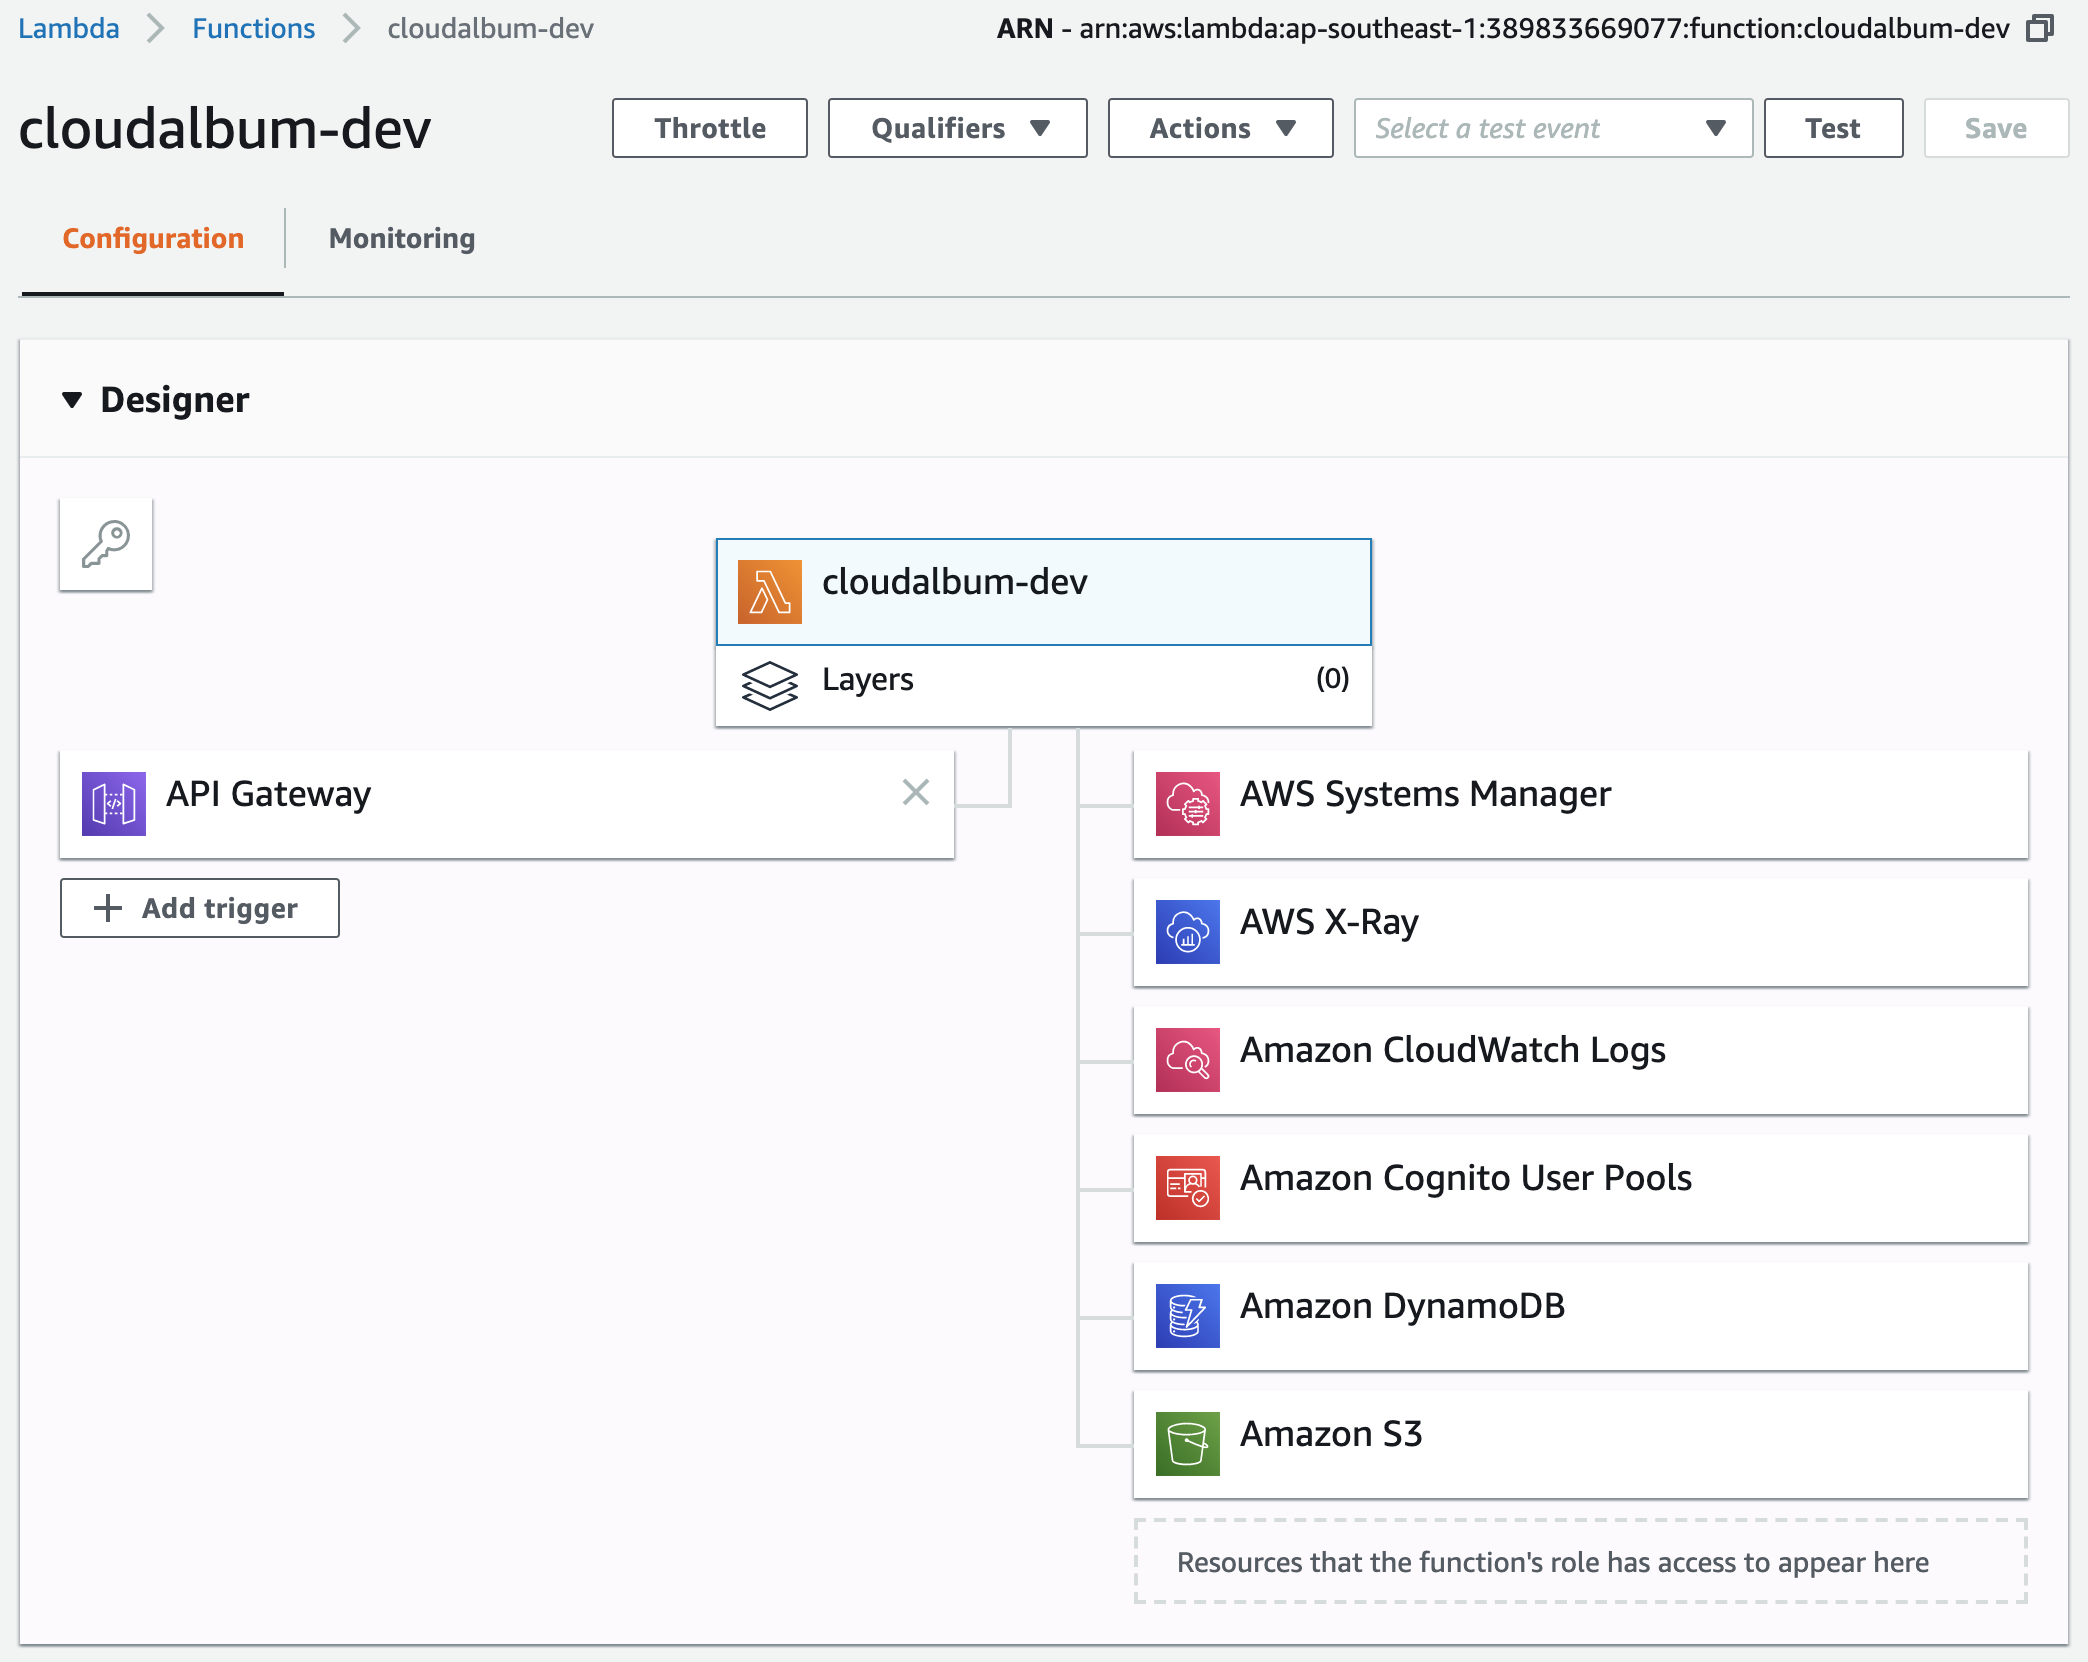 Lambda > Functions > cloudalbum-dev
ARN - arn:aws:lambda:ap-southeast-1:389833669077:function:cloudalbum-dev
cloudalbum-dev
Throttle
Qualifiers
Actions
Select a test event
Test
Save
Configuration
Monitoring
Designer
cloudalbum-dev
Layers
(0)
API Gateway
Add trigger
AWS Systems Manager
AWS X-Ray
Amazon CloudWatch Logs
Amazon Cognito User Pools
Amazon DynamoDB
Amazon S3
Resources that the function's role has access to appear here